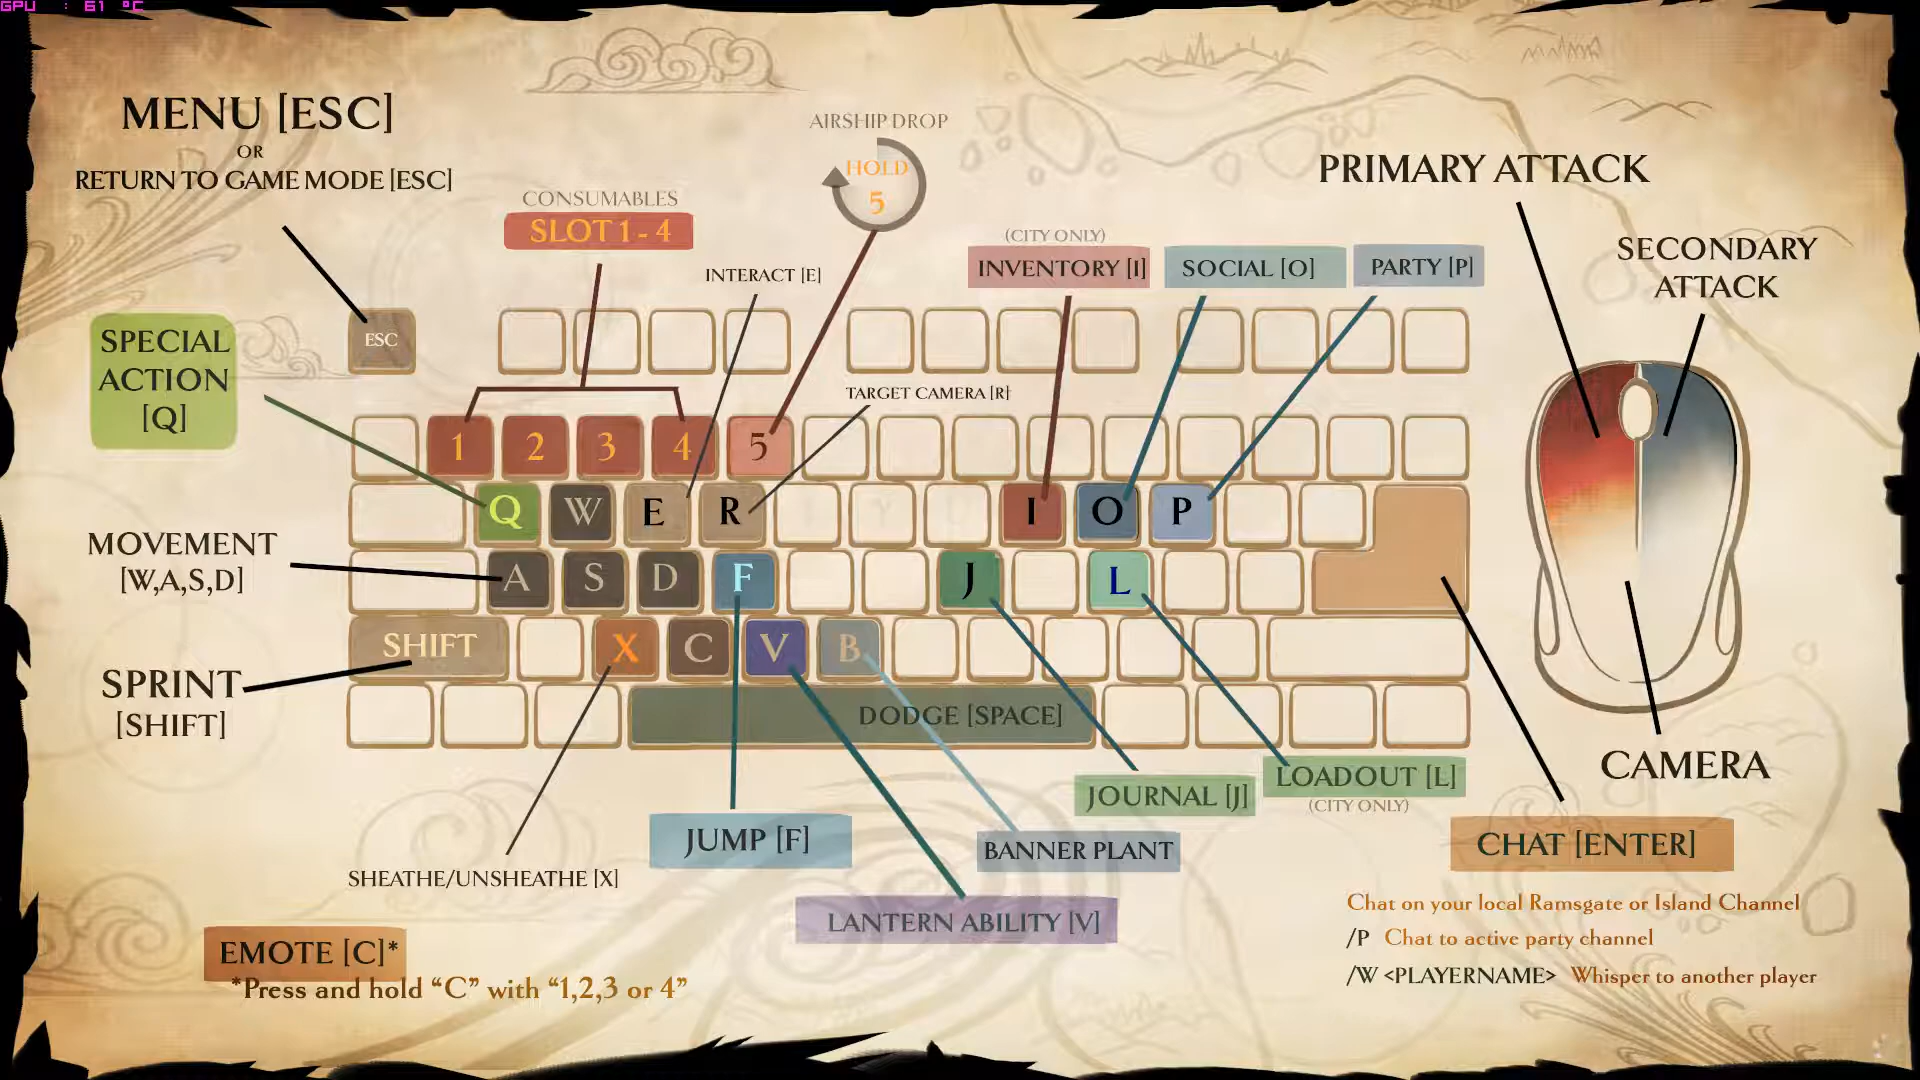 GPU : 61 ºC
MENU [ESC]
OR
RETURN TO GAME MODE [ESC]
AIRSHIP DROP
HOLD
5
CONSUMABLES
SLOT 1 - 4
INTERACT [E]
(CITY ONLY)
INVENTORY [I]
SOCIAL [O]
PARTY [P]
PRIMARY ATTACK
SECONDARY
ATTACK
SPECIAL
ACTION
[Q]
ESC
TARGET CAMERA [R]
1 2 3 4 5
Q W E R I O P
MOVEMENT
[W,A,S,D]
A S D F J L
SPRINT
[SHIFT]
SHIFT X C V B
DODGE [SPACE]
CAMERA
JOURNAL [J]
LOADOUT [L]
(CITY ONLY)
JUMP [F]
BANNER PLANT
CHAT [ENTER]
SHEATHE/UNSHEATHE [X]
LANTERN ABILITY [V]
Chat on your local Ramsgate or Island Channel
/P Chat to active party channel
/W <PLAYERNAME> Whisper to another player
EMOTE [C]*
*Press and hold “C” with “1,2,3 or 4”